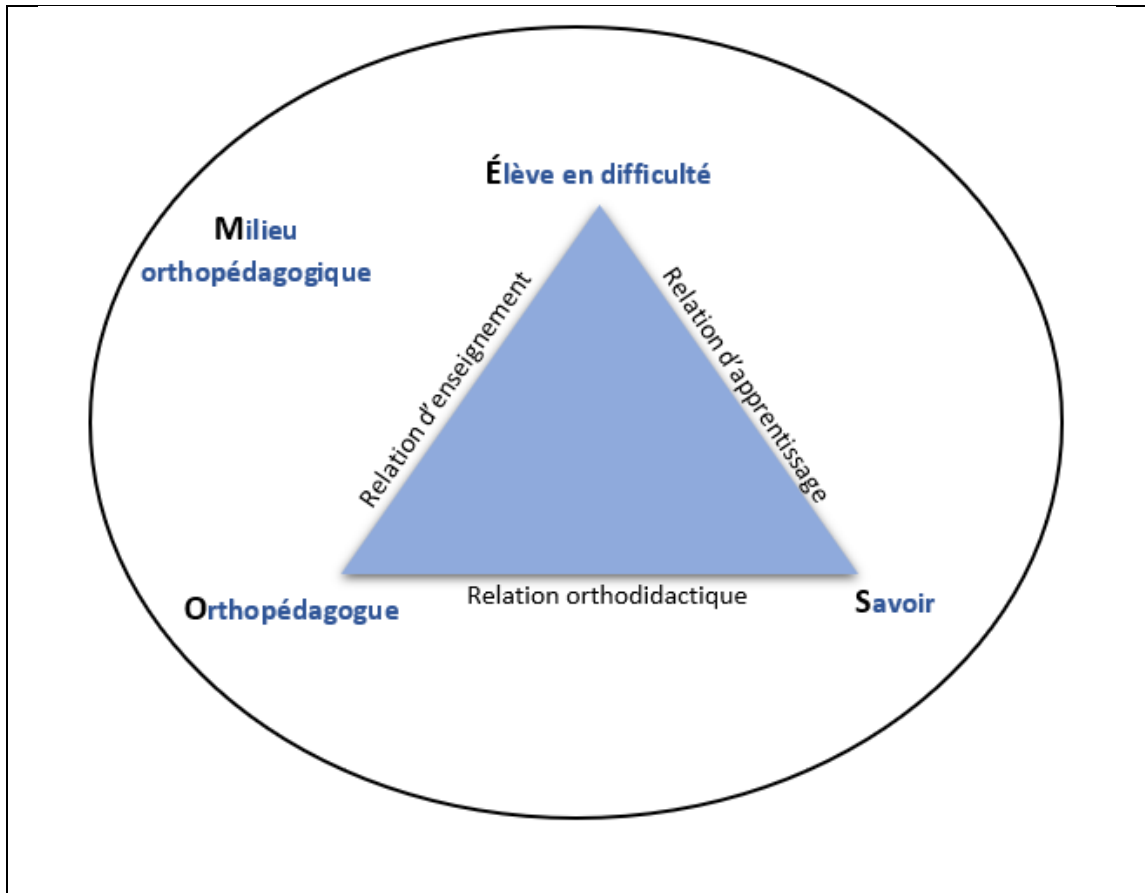 Élève en difficulté
Milieu
orthopédagogique
Relation d'enseignement
Relation d'apprentissage
Orthopédagogue
Relation orthodidactique
Savoir